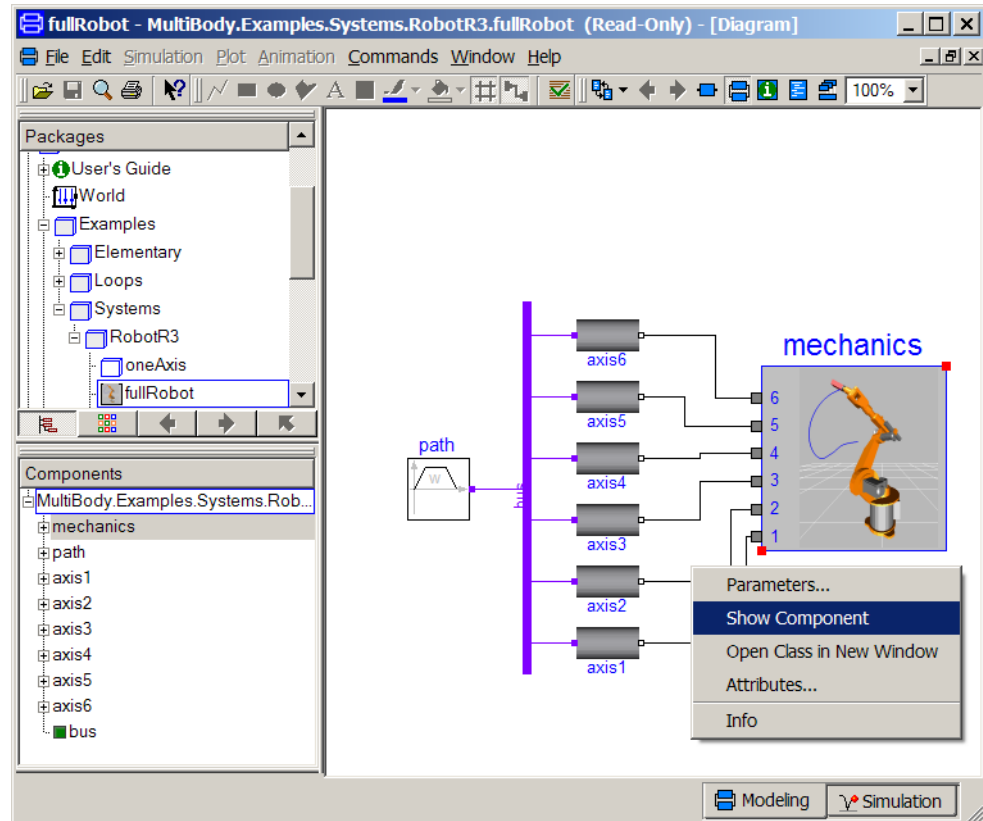 fullRobot - MultiBody.Examples.Systems.RobotR3.fullRobot (Read-Only) - [Diagram]
File Edit Simulation Plot Animation Commands Window Help
A 100%
Packages
User's Guide
World
Examples
Elementary
Loops
Systems
RobotR3
oneAxis
fullRobot
Components
MultiBody.Examples.Systems.Rob...
mechanics
path
axis1
axis2
axis3
axis4
axis5
axis6
bus
path
w
bus
axis6
axis5
axis4
axis3
axis2
axis1
mechanics
6
5
4
3
2
1
Parameters...
Show Component
Open Class in New Window
Attributes...
Info
Modeling Simulation